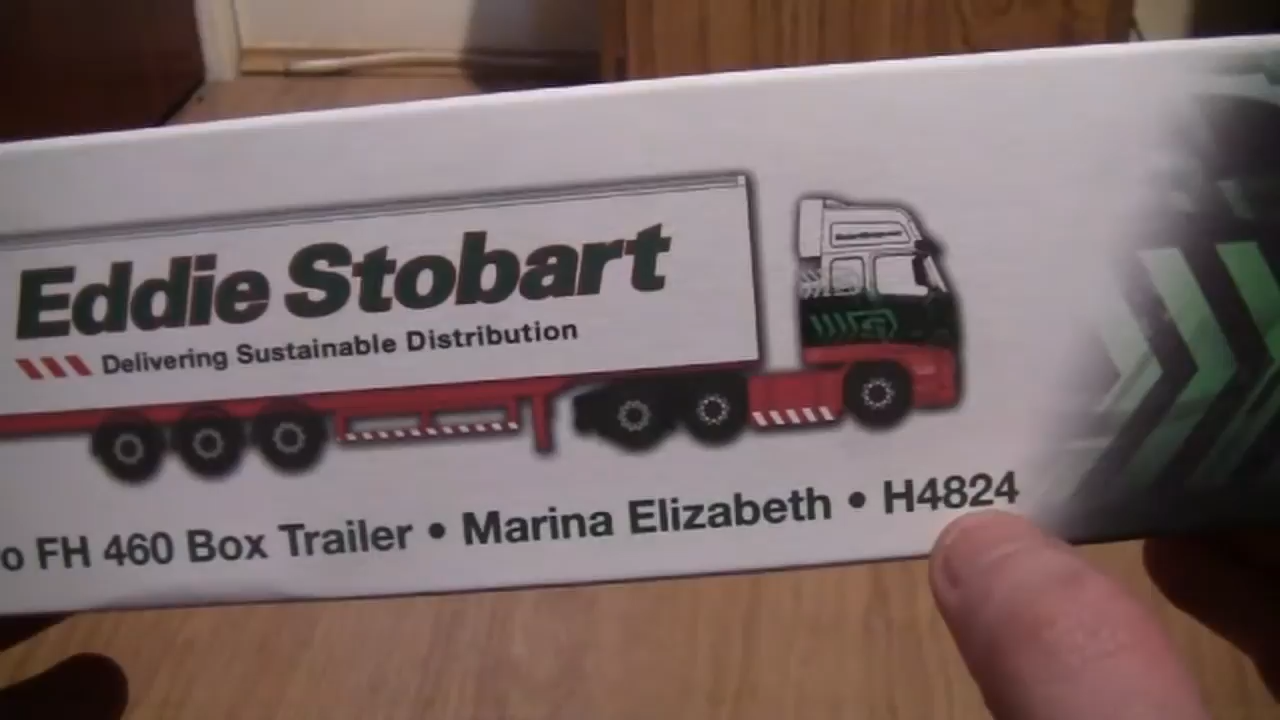 Eddie Stobart
Delivering Sustainable Distribution
o FH 460 Box Trailer • Marina Elizabeth • H4824